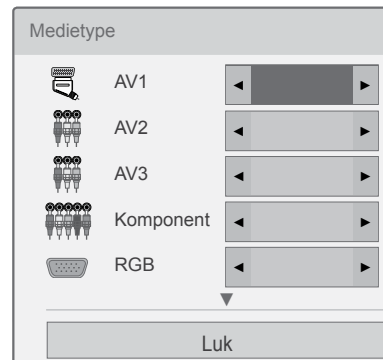 Medietype
AV1
AV2
AV3
Komponent
RGB
Luk